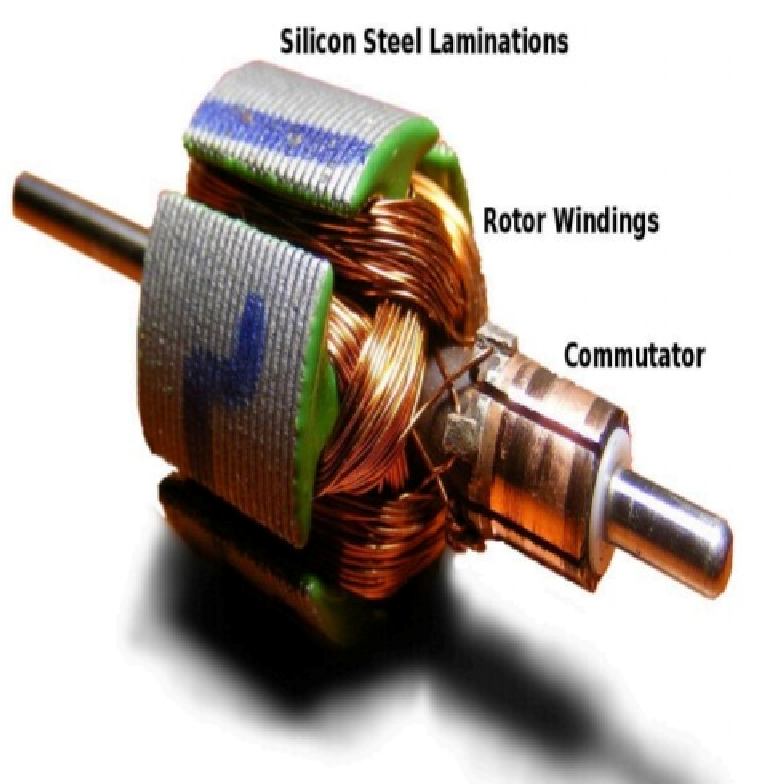 Silicon Steel Laminations
Rotor Windings
Commutator